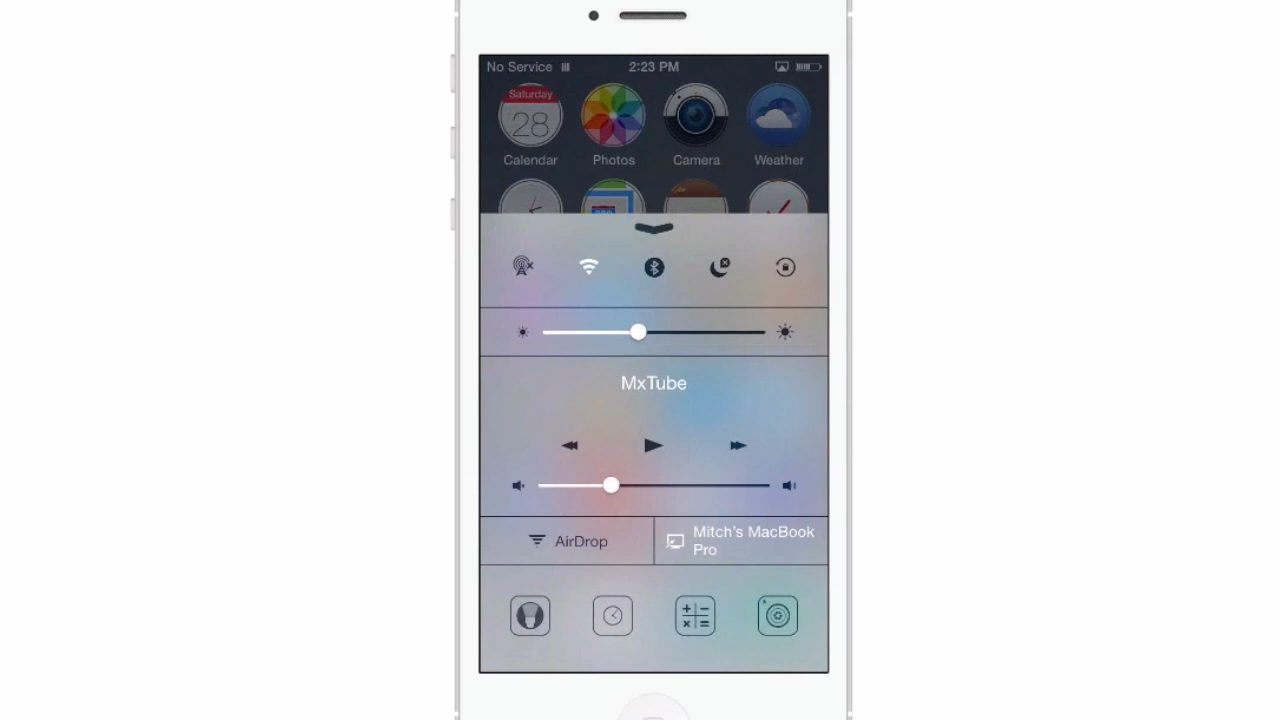 No Service 2:23 PM
Saturday
28
Calendar Photos Camera Weather
MxTube
AirDrop
Mitch's MacBook
Pro